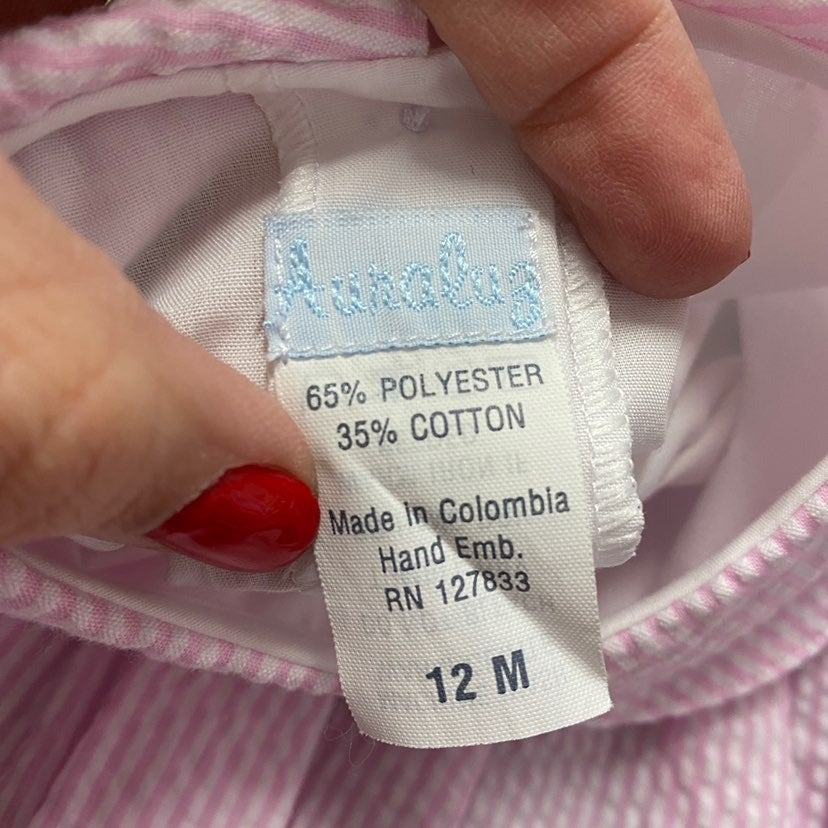 Auraluz
65% POLYESTER
35% COTTON
Made in Colombia
Hand Emb.
RN 127833
12 M